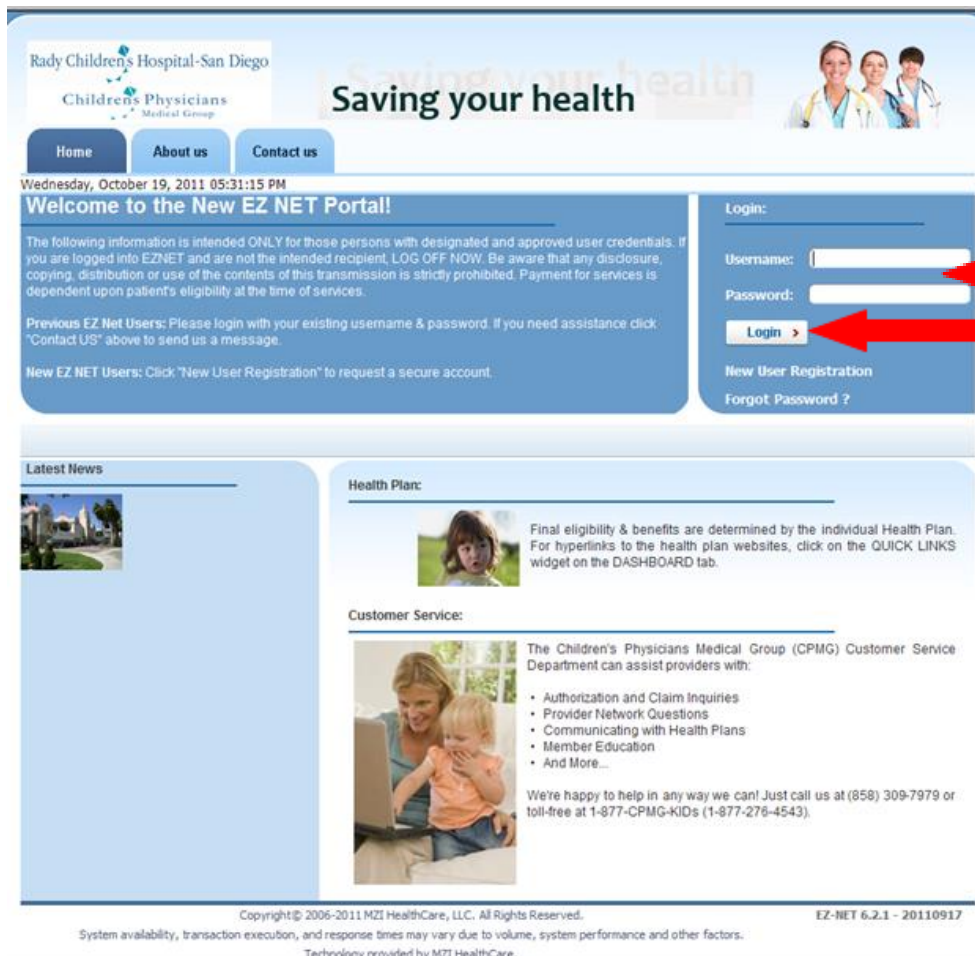 Rady Children's Hospital-San Diego
Children's Physicians
Medical Group
Saving your health
Saving your health
Home
About us
Contact us
Wednesday, October 19, 2011 05:31:15 PM
Welcome to the New EZ NET Portal!
The following information is intended ONLY for those persons with designated and approved user credentials. If
you are logged into EZNET and are not the intended recipient, LOG OFF NOW. Be aware that any disclosure,
copying, distribution or use of the contents of this transmission is strictly prohibited. Payment for services is
dependent upon patient's eligibility at the time of services.
Previous EZ Net Users: Please login with your existing username & password. If you need assistance click
"Contact US" above to send us a message.
New EZ NET Users: Click "New User Registration" to request a secure account.
Login:
Username:
Password:
Login >
New User Registration
Forgot Password ?
Latest News
Health Plan:
Final eligibility & benefits are determined by the individual Health Plan.
For hyperlinks to the health plan websites, click on the QUICK LINKS
widget on the DASHBOARD tab.
Customer Service:
The Children's Physicians Medical Group (CPMG) Customer Service
Department can assist providers with:
• Authorization and Claim Inquiries
• Provider Network Questions
• Communicating with Health Plans
• Member Education
• And More...
We're happy to help in any way we can! Just call us at (858) 309-7979 or
toll-free at 1-877-CPMG-KIDs (1-877-276-4543).
Copyright© 2006-2011 MZI HealthCare, LLC. All Rights Reserved.
EZ-NET 6.2.1 - 20110917
System availability, transaction execution, and response times may vary due to volume, system performance and other factors.
Technology provided by MZI HealthCare